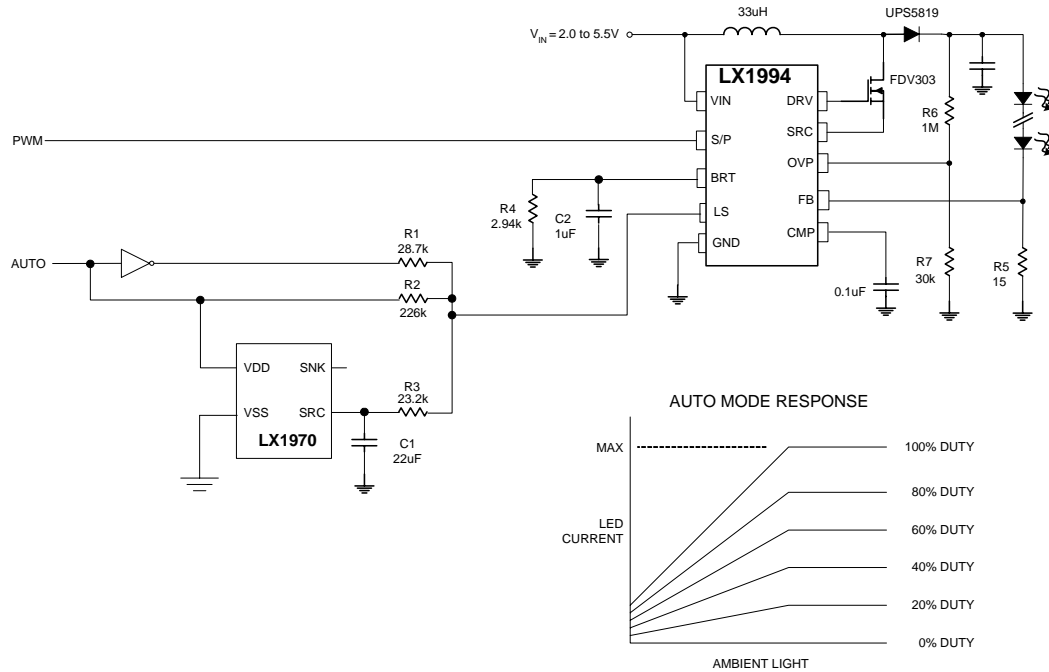 33uH
UPS5819
VIN = 2.0 to 5.5V
LX1994
FDV303
VIN
DRV
R6
1M
PWM
S/P
SRC
BRT
OVP
R4
2.94k
C2
1uF
LS
FB
GND
CMP
R1
28.7k
AUTO
R7
30k
R5
15
R2
226k
0.1uF
VDD
SNK
R3
23.2k
VSS
SRC
LX1970
C1
22uF
AUTO MODE RESPONSE
MAX
100% DUTY
80% DUTY
LED
CURRENT
60% DUTY
40% DUTY
20% DUTY
0% DUTY
AMBIENT LIGHT